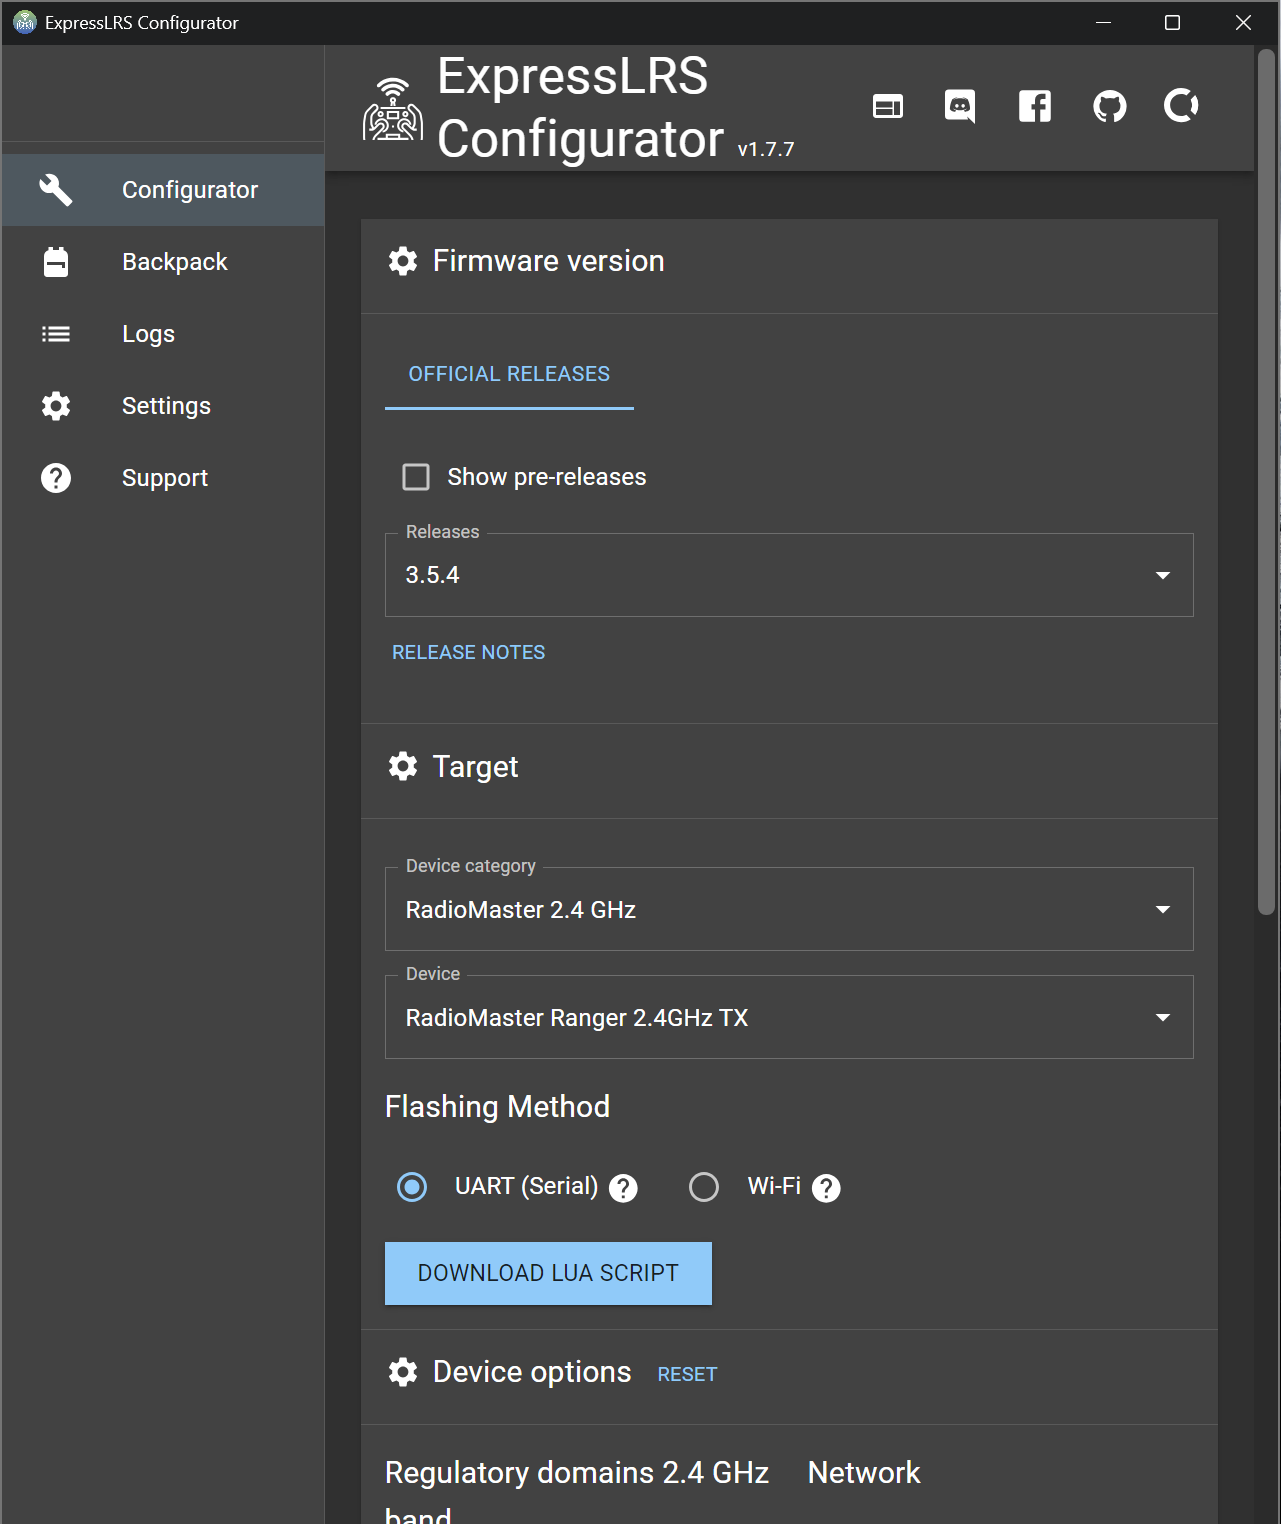 ExpressLRS Configurator
ExpressLRS
Configurator v1.7.7
Configurator
Backpack
Logs
Settings
Support
Firmware version
OFFICIAL RELEASES
Show pre-releases
Releases
3.5.4
RELEASE NOTES
Target
Device category
RadioMaster 2.4 GHz
Device
RadioMaster Ranger 2.4GHz TX
Flashing Method
UART (Serial) ? Wi-Fi ?
DOWNLOAD LUA SCRIPT
Device options RESET
Regulatory domains 2.4 GHz Network
band